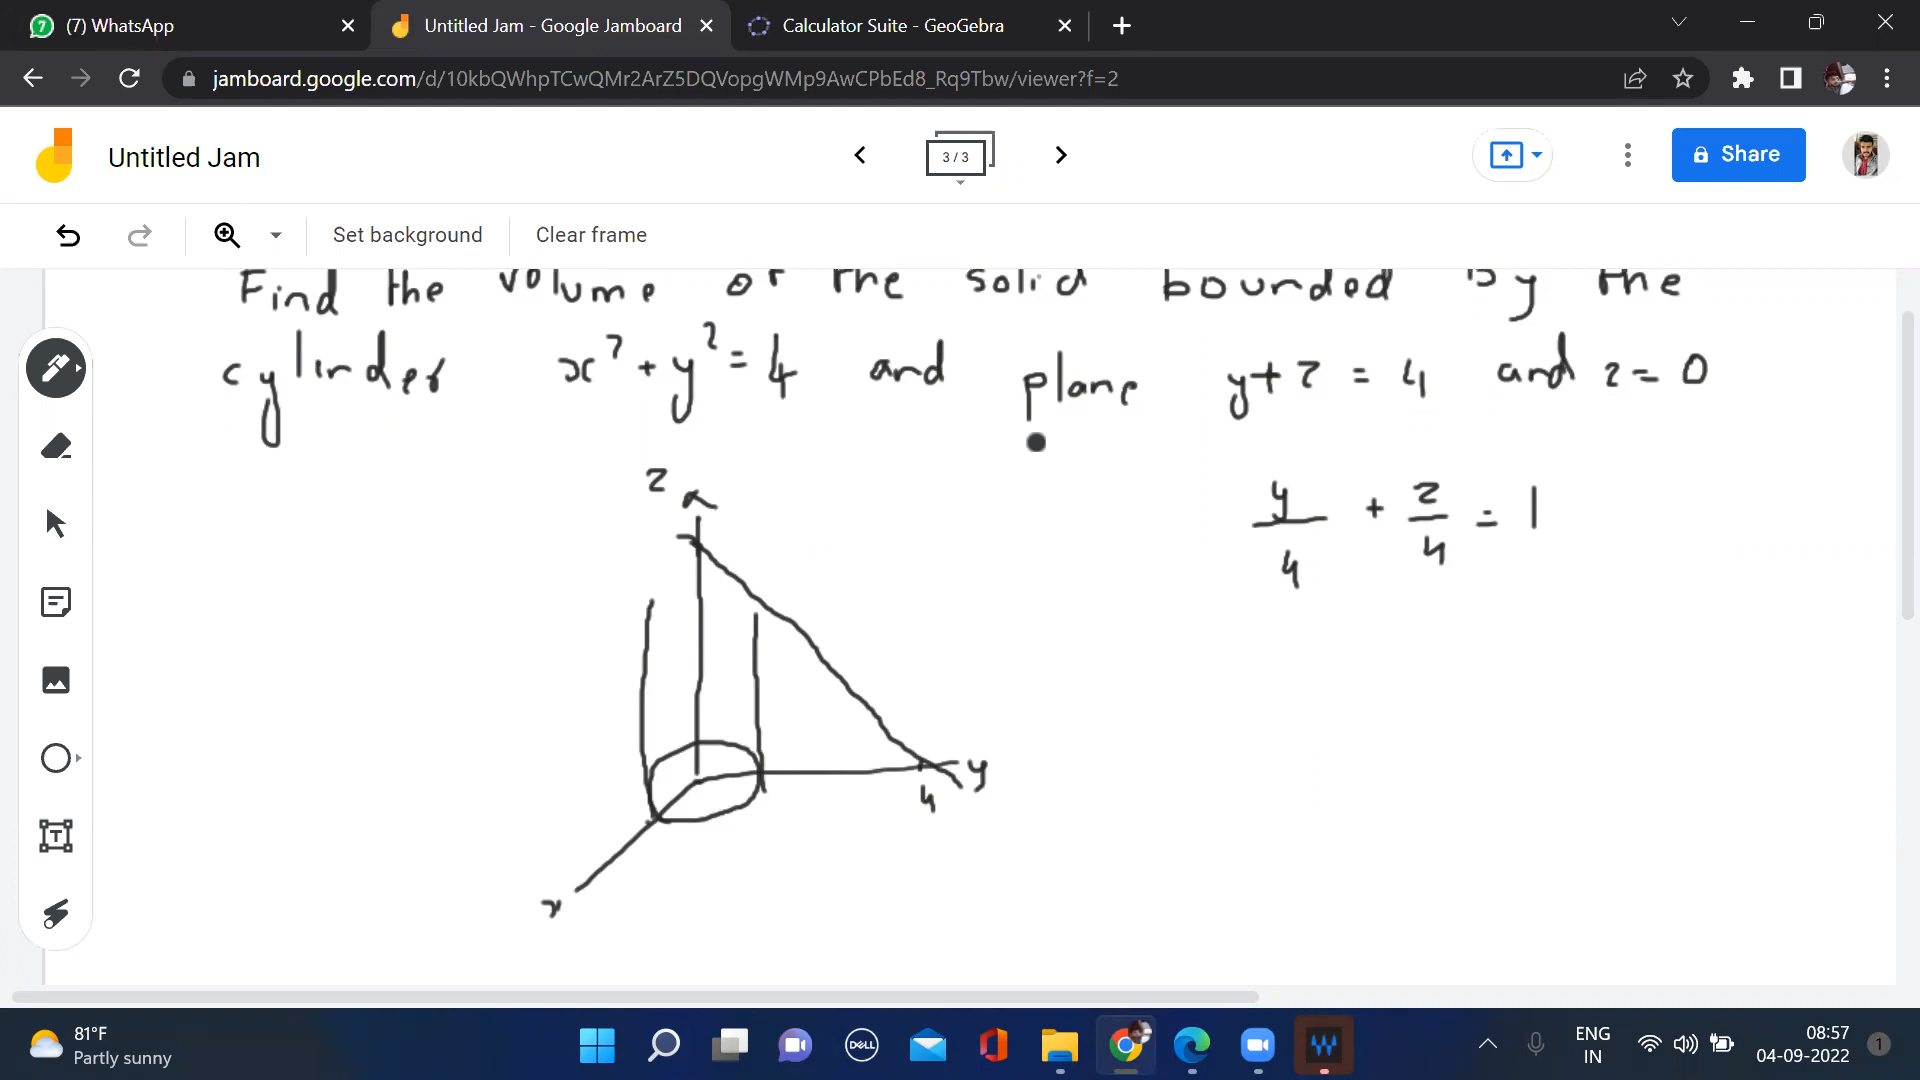 (7) WhatsApp
Untitled Jam - Google Jamboard
Calculator Suite - GeoGebra
jamboard.google.com/d/10kbQWhpTCwQMr2ArZ5DQVopgWMp9AwCPbEd8_Rq9Tbw/viewer?f=2
Untitled Jam
3 / 3
Share
Set background
Clear frame
Find the volume of the solid bounded by the
cylinder x² + y² = 4 and plane y + z = 4 and z = 0
z
y/4 + z/4 = 1
y
4
x
81°F
Partly sunny
DELL
ENG
IN
08:57
04-09-2022
1